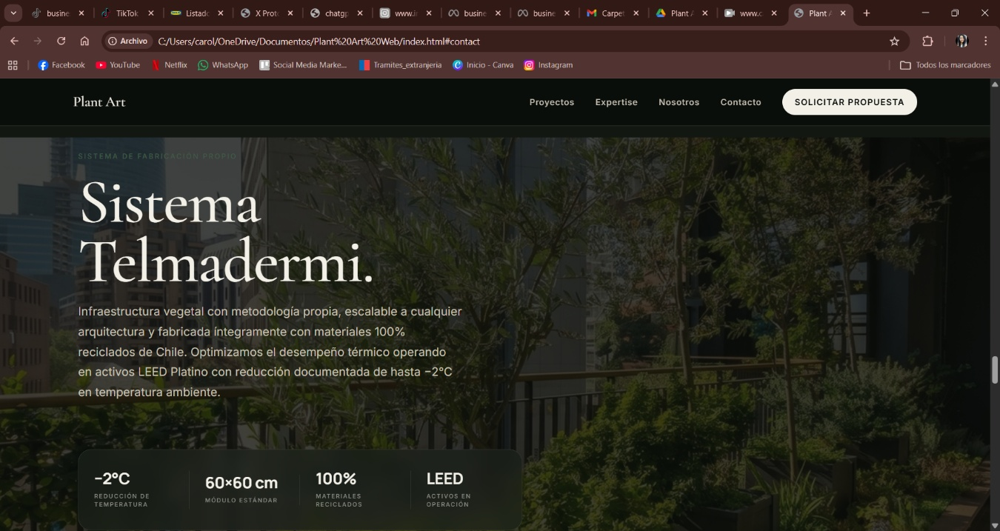 busine
TikTok
Listado
X Proto
chatgp
www.i
busine
busine
Carpet
Plant A
www.c
Plant A
Archivo
C:/Users/carol/OneDrive/Documentos/Plant%20Art%20Web/index.html#contact
Facebook
YouTube
Netflix
WhatsApp
Social Media Marke...
Tramites_extranjeria
Inicio - Canva
Instagram
Todos los marcadores
Plant Art
Proyectos
Expertise
Nosotros
Contacto
SOLICITAR PROPUESTA
SISTEMA DE FABRICACIÓN PROPIO
Sistema
Telmadermi.
Infraestructura vegetal con metodología propia, escalable a cualquier
arquitectura y fabricada íntegramente con materiales 100%
reciclados de Chile. Optimizamos el desempeño térmico operando
en activos LEED Platino con reducción documentada de hasta −2°C
en temperatura ambiente.
−2°C
REDUCCIÓN DE
TEMPERATURA
60×60 cm
MÓDULO ESTÁNDAR
100%
MATERIALES
RECICLADOS
LEED
ACTIVOS EN
OPERACIÓN